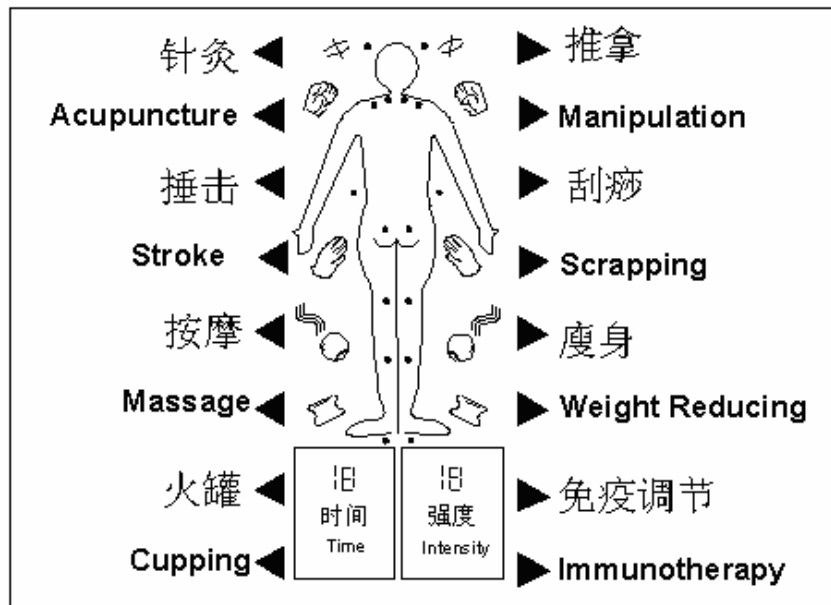 针灸
推拿
Acupuncture
Manipulation
捶击
刮痧
Stroke
Scrapping
按摩
廋身
Massage
Weight Reducing
火罐
18
时间
Time
18
强度
Intensity
免疫调节
Cupping
Immunotherapy